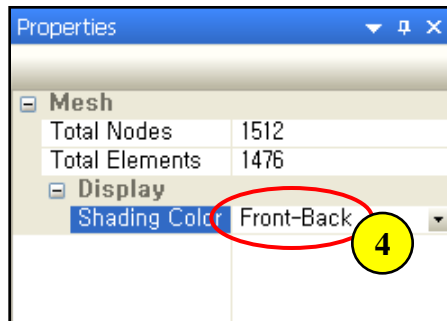 Properties
Mesh
Total Nodes 1512
Total Elements 1476
Display
Shading Color Front-Back
4